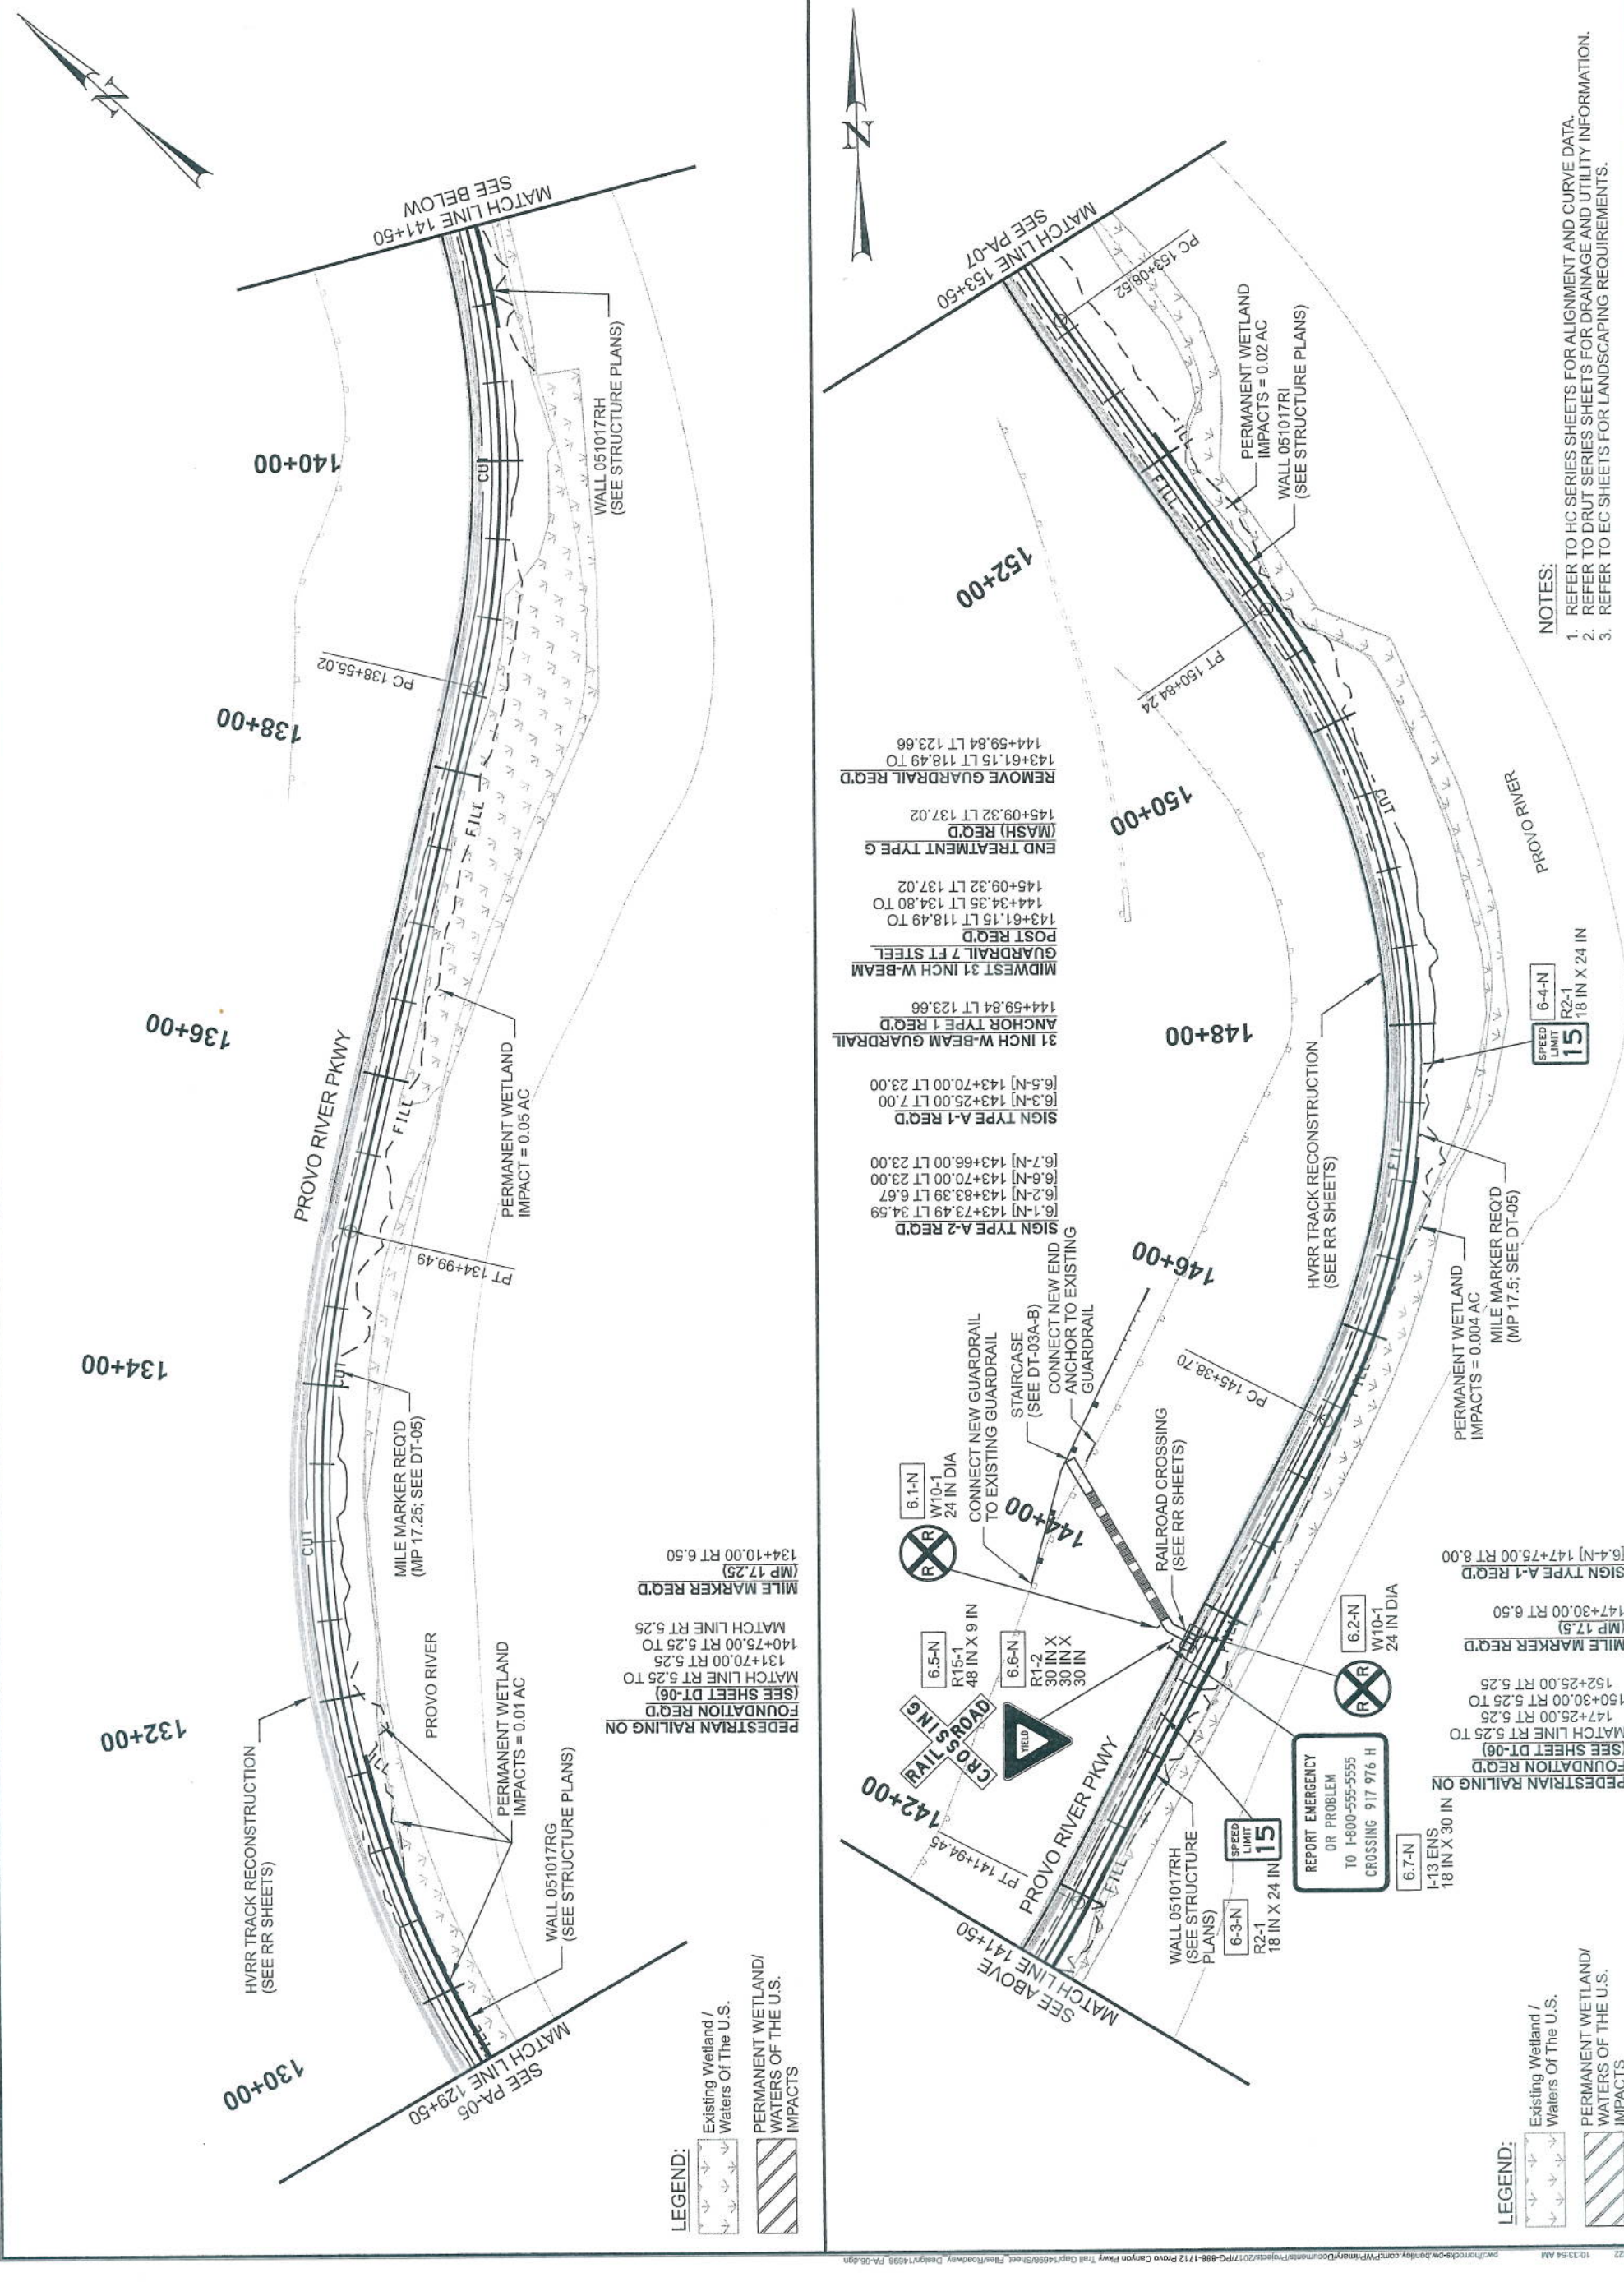 MATCH LINE 141+50
SEE BELOW
140+00
WALL 051017RH
(SEE STRUCTURE PLANS)
CUT
PC 138+55.02
138+00
FILL
136+00
PROVO RIVER PKWY
PERMANENT WETLAND
IMPACT = 0.05 AC
FILL
PT 134+99.49
134+00
CUT
MILE MARKER REQ'D
(MP 17.25; SEE DT-05)
CUT
132+00
PROVO RIVER
PERMANENT WETLAND
IMPACTS = 0.01 AC
HVRR TRACK RECONSTRUCTION
(SEE RR SHEETS)
WALL 051017RG
(SEE STRUCTURE PLANS)
130+00
SEE PA-05
MATCH LINE 129+50
PEDESTRIAN RAILING ON
FOUNDATION REQ'D
(SEE SHEET DT-06)
MATCH LINE RT 5.25 TO
131+70.00 RT 5.25
140+75.00 RT 5.25 TO
MATCH LINE RT 5.25
MILE MARKER REQ'D
(MP 17.25)
134+10.00 RT 6.50
LEGEND:
Existing Wetland /
Waters Of The U.S.
PERMANENT WETLAND/
WATERS OF THE U.S.
IMPACTS
N
N
MATCH LINE 153+50
SEE PA-07
PC 153+08.52
PERMANENT WETLAND
IMPACTS = 0.02 AC
WALL 051017RI
(SEE STRUCTURE PLANS)
FILL
FILL
152+00
PT 150+84.24
150+00
CUT
PROVO RIVER
6-4-N
R2-1
18 IN X 24 IN
SPEED
LIMIT
15
148+00
HVRR TRACK RECONSTRUCTION
(SEE RR SHEETS)
MILE MARKER REQ'D
(MP 17.5; SEE DT-05)
PERMANENT WETLAND
IMPACTS = 0.004 AC
146+00
PC 145+38.70
FILL
CONNECT NEW END
ANCHOR TO EXISTING
GUARDRAIL
STAIRCASE
(SEE DT-03A-B)
CONNECT NEW GUARDRAIL
TO EXISTING GUARDRAIL
144+00
RAILROAD CROSSING
(SEE RR SHEETS)
6.1-N
W10-1
24 IN DIA
R R
6.5-N
R15-1
48 IN X 9 IN
RAIL ROAD
CROSSING
6.6-N
R1-2
30 IN X
30 IN X
30 IN
YIELD
6.2-N
W10-1
24 IN DIA
R R
142+00
PT 141+94.45
PROVO RIVER PKWY
FILL
WALL 051017RH
(SEE STRUCTURE
PLANS)
6-3-N
R2-1
18 IN X 24 IN
SPEED
LIMIT
15
REPORT EMERGENCY
OR PROBLEM
TO 1-800-555-5555
CROSSING 917 976 H
6.7-N
I-13 ENS
18 IN X 30 IN
SEE ABOVE
MATCH LINE 141+50
SIGN TYPE A-2 REQ'D
[6.1-N] 143+73.49 LT 34.59
[6.2-N] 143+83.39 LT 6.67
[6.6-N] 143+70.00 LT 23.00
[6.7-N] 143+66.00 LT 23.00
SIGN TYPE A-1 REQ'D
[6.3-N] 143+25.00 LT 7.00
[6.5-N] 143+70.00 LT 23.00
31 INCH W-BEAM GUARDRAIL
ANCHOR TYPE 1 REQ'D
144+59.84 LT 123.66
MIDWEST 31 INCH W-BEAM
GUARDRAIL 7 FT STEEL
POST REQ'D
143+61.15 LT 118.49 TO
144+34.35 LT 134.80 TO
145+09.32 LT 137.02
END TREATMENT TYPE G
(MASH) REQ'D
145+09.32 LT 137.02
REMOVE GUARDRAIL REQ'D
143+61.15 LT 118.49 TO
144+59.84 LT 123.66
PEDESTRIAN RAILING ON
FOUNDATION REQ'D
(SEE SHEET DT-06)
MATCH LINE RT 5.25 TO
147+25.00 RT 5.25
150+30.00 RT 5.25 TO
152+25.00 RT 5.25
MILE MARKER REQ'D
(MP 17.5)
147+30.00 RT 6.50
SIGN TYPE A-1 REQ'D
[6.4-N] 147+75.00 RT 8.00
NOTES:
1. REFER TO HC SERIES SHEETS FOR ALIGNMENT AND CURVE DATA.
2. REFER TO DRUT SERIES SHEETS FOR DRAINAGE AND UTILITY INFORMATION.
3. REFER TO EC SHEETS FOR LANDSCAPING REQUIREMENTS.
LEGEND:
Existing Wetland /
Waters Of The U.S.
PERMANENT WETLAND/
WATERS OF THE U.S.
IMPACTS
10:33:54 AM